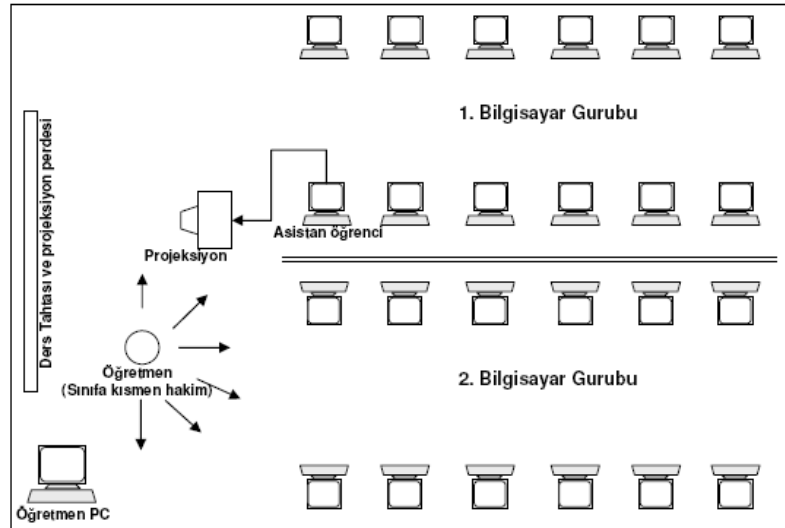 1. Bilgisayar Gurubu
Ders Tahtası ve projeksiyon perdesi
Asistan öğrenci
Projeksiyon
Öğretmen
(Sınıfa kısmen hakim)
2. Bilgisayar Gurubu
Öğretmen PC